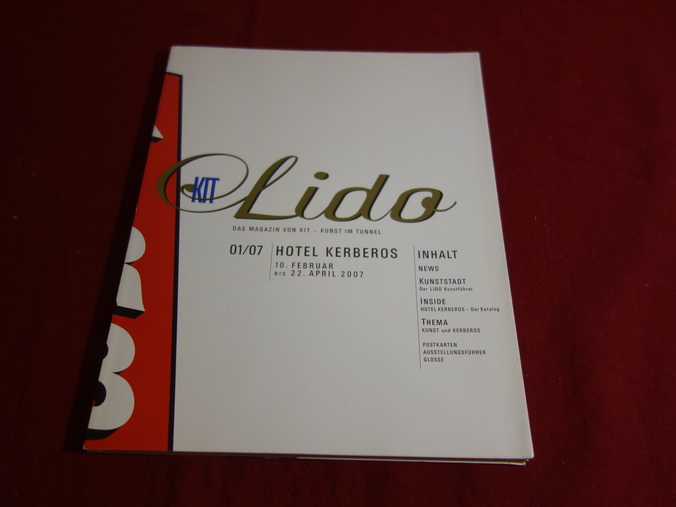 KIT
Lido
DAS MAGAZIN VON KIT – KUNST IM TUNNEL
01/07
HOTEL KERBEROS
10. FEBRUAR
BIS 22. APRIL 2007
INHALT
NEWS
KUNSTSTADT
Der LIDO Kunstführer
INSIDE
HOTEL KERBEROS – Der Katalog
THEMA
KUNST und KERBEROS
POSTKARTEN
AUSSTELLUNGSFÜHRER
GLOSSE
R
B